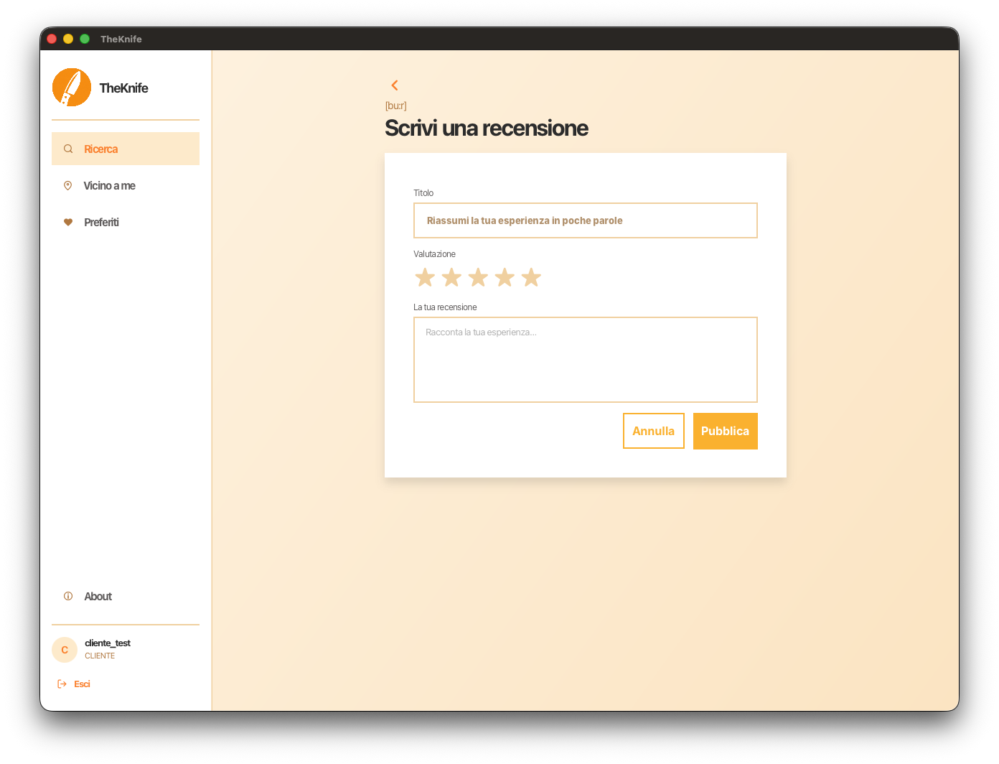 TheKnife
TheKnife
Ricerca
Vicino a me
Preferiti
About
C
cliente_test
CLIENTE
Esci
[bu:r]
Scrivi una recensione
Titolo
Riassumi la tua esperienza in poche parole
Valutazione
La tua recensione
Racconta la tua esperienza...
Annulla
Pubblica